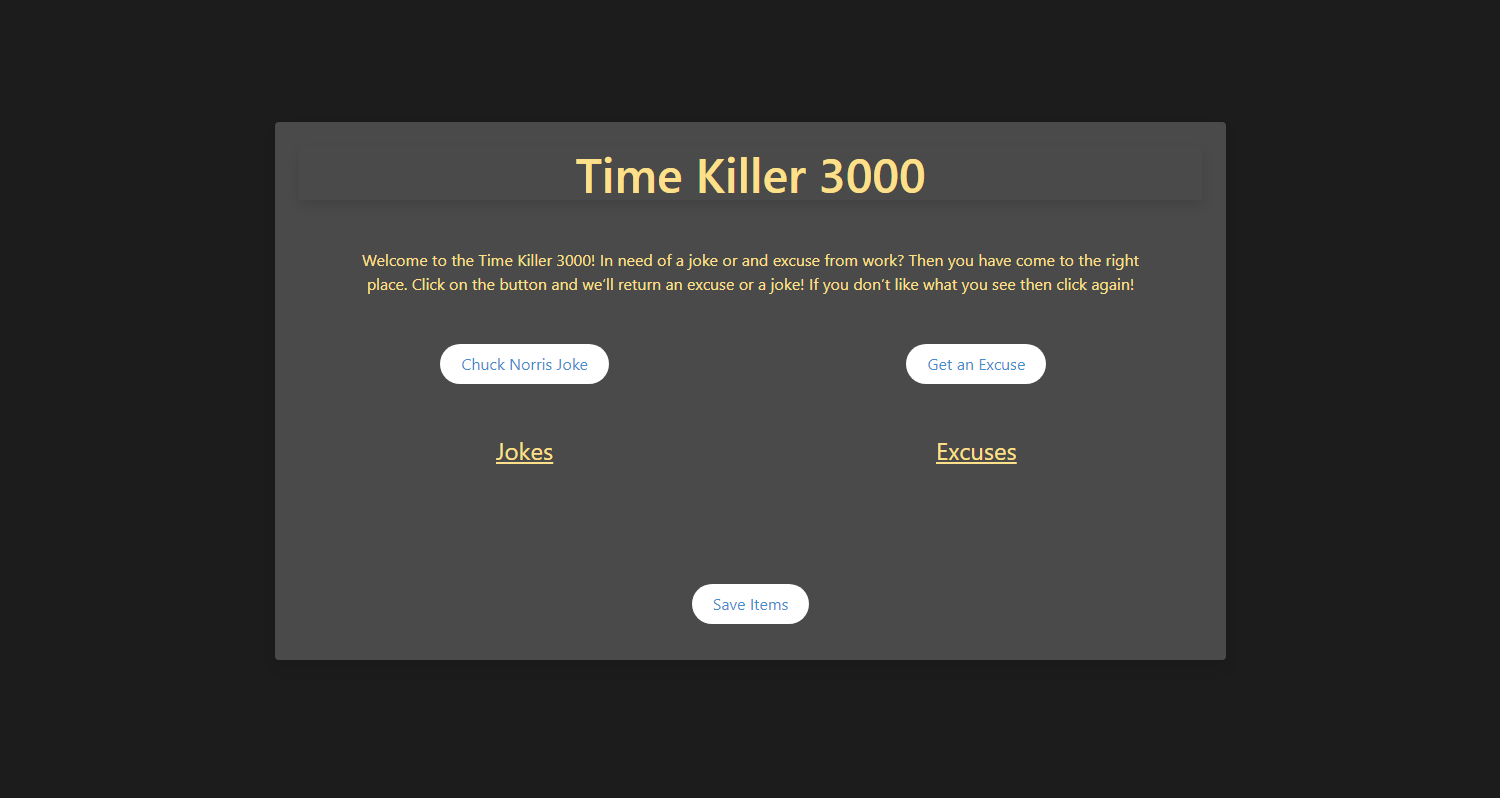 Time Killer 3000
Welcome to the Time Killer 3000! In need of a joke or and excuse from work? Then you have come to the right
place. Click on the button and we’ll return an excuse or a joke! If you don’t like what you see then click again!
Chuck Norris Joke
Get an Excuse
Jokes
Excuses
Save Items